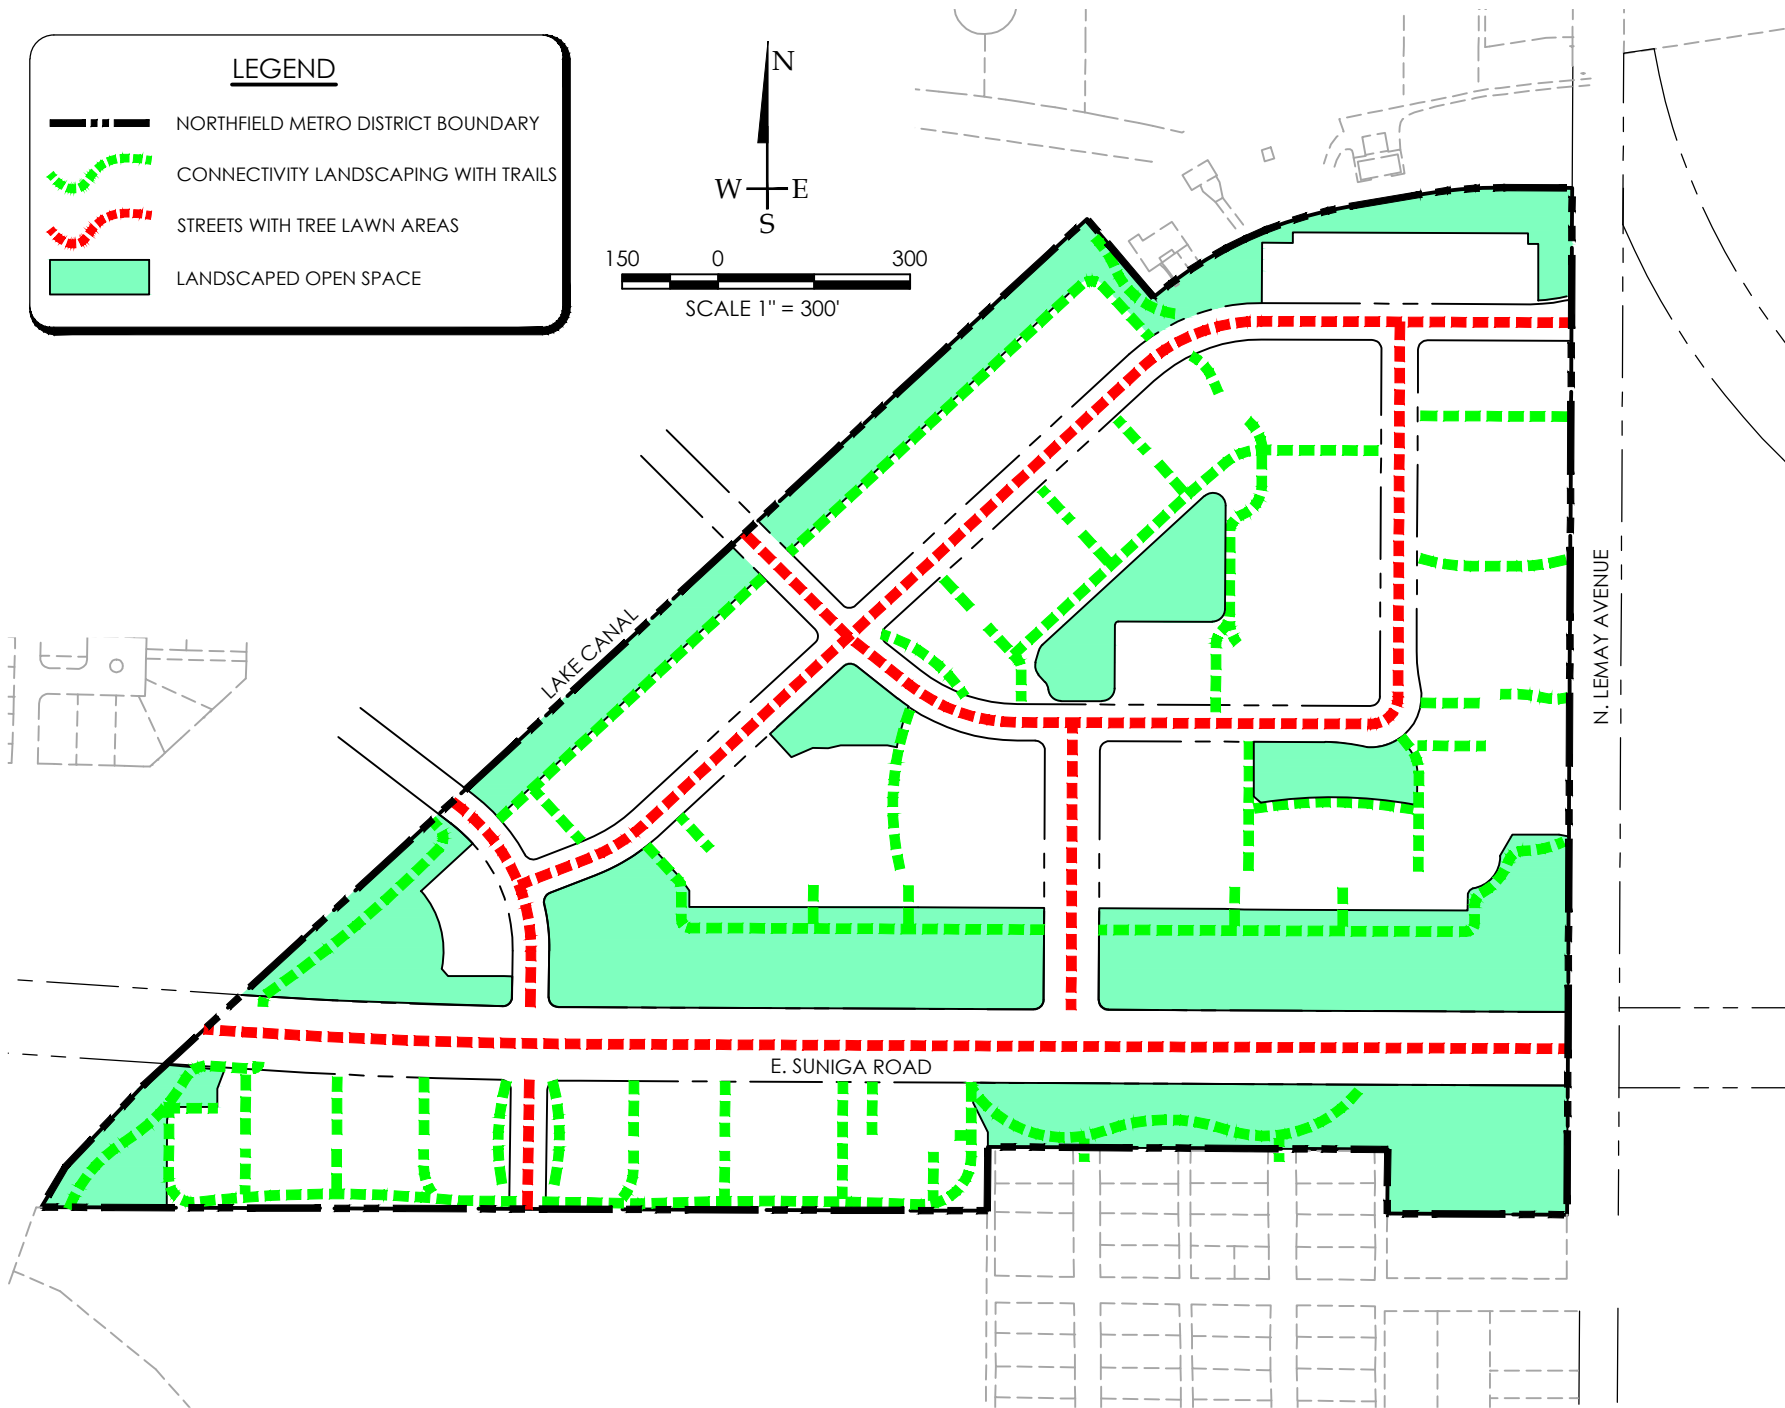 LEGEND
NORTHFIELD METRO DISTRICT BOUNDARY
CONNECTIVITY LANDSCAPING WITH TRAILS
STREETS WITH TREE LAWN AREAS
LANDSCAPED OPEN SPACE
N
W E
S
150 0 300
SCALE 1" = 300'
LAKE CANAL
N. LEMAY AVENUE
E. SUNIGA ROAD